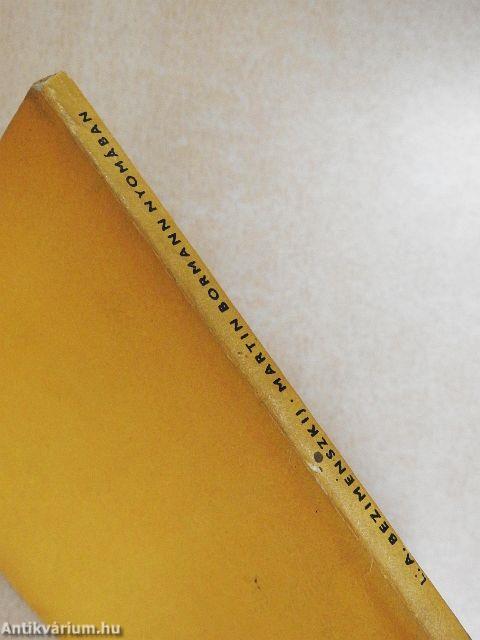 L. A. BEZIMENSZKIJ · MARTIN BORMANN NYOMÁBAN
Antikvárium.hu